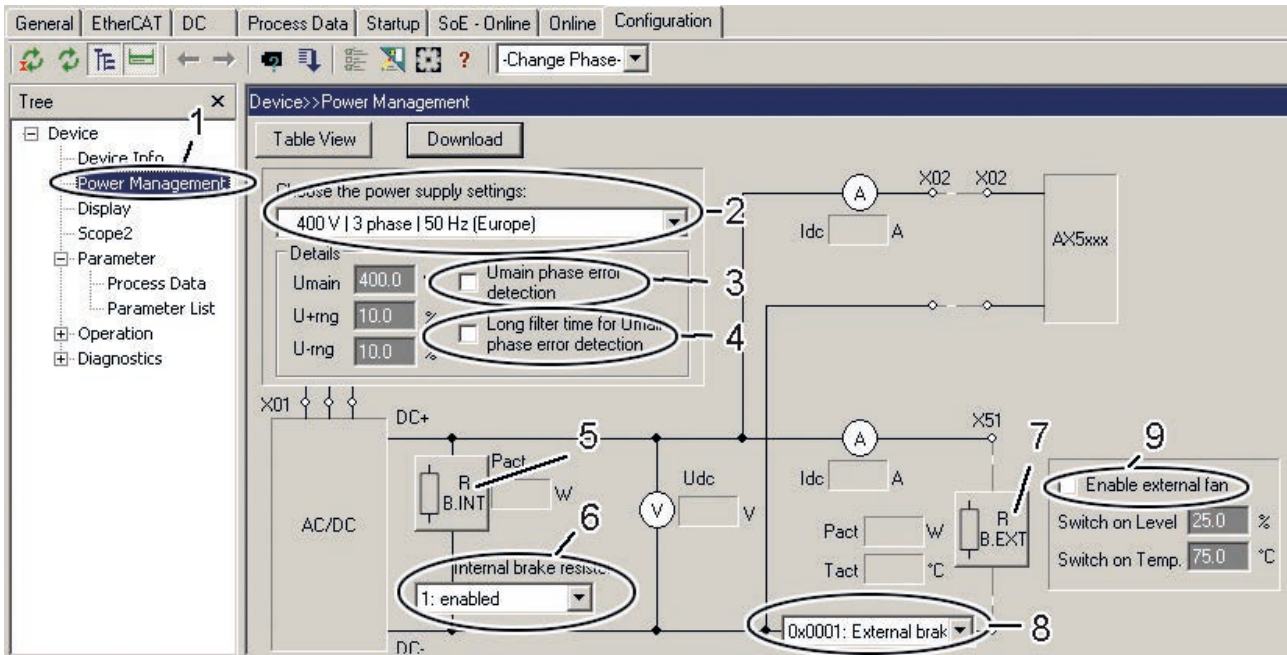 General EtherCAT DC Process Data Startup SoE - Online Online Configuration
? -Change Phase-
Tree x
1
Device
Device Info
Power Management
Display
Scope2
Parameter
Process Data
Parameter List
Operation
Diagnostics
Device>>Power Management
Table View Download
Choose the power supply settings:
400 V | 3 phase | 50 Hz (Europe)
2
Details
Umain 400.0
U+rng 10.0 %
U-rng 10.0 %
Umain phase error
detection
3
Long filter time for Umain
phase error detection
4
X02 X02
A
Idc A
AX5xxx
X01
DC+
AC/DC
5
R
B.INT
Pact
W
6
Internal brake resistor
1: enabled
DC-
Udc
V
V
A
Idc A
Pact W
Tact °C
X51
7
R
B.EXT
0x0001: External brak
8
9
Enable external fan
Switch on Level 25.0 %
Switch on Temp. 75.0 °C